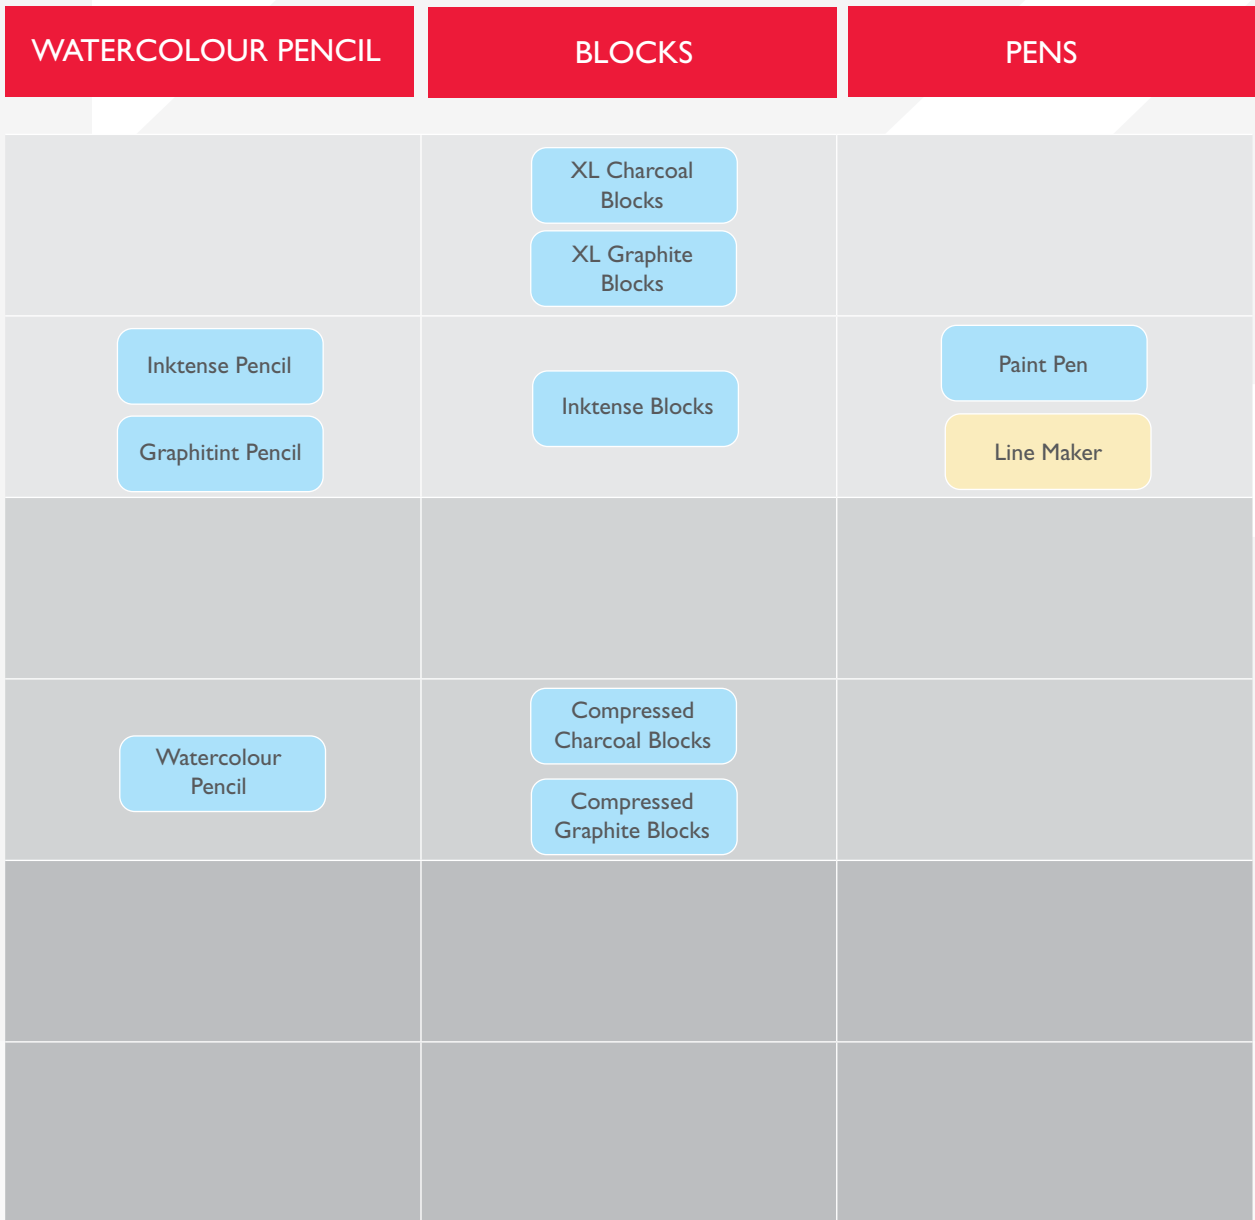 WATERCOLOUR PENCIL
BLOCKS
PENS
XL Charcoal
Blocks
XL Graphite
Blocks
Inktense Pencil
Graphitint Pencil
Inktense Blocks
Paint Pen
Line Maker
Watercolour
Pencil
Compressed
Charcoal Blocks
Compressed
Graphite Blocks